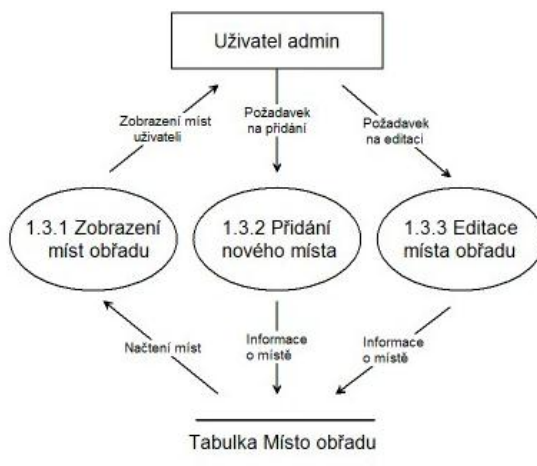 Uživatel admin
Zobrazení míst
uživateli
Požadavek
na přidání
Požadavek
na editaci
1.3.1 Zobrazení
míst obřadu
1.3.2 Přidání
nového místa
1.3.3 Editace
místa obřadu
Načtení míst
Informace
o místě
Informace
o místě
Tabulka Místo obřadu